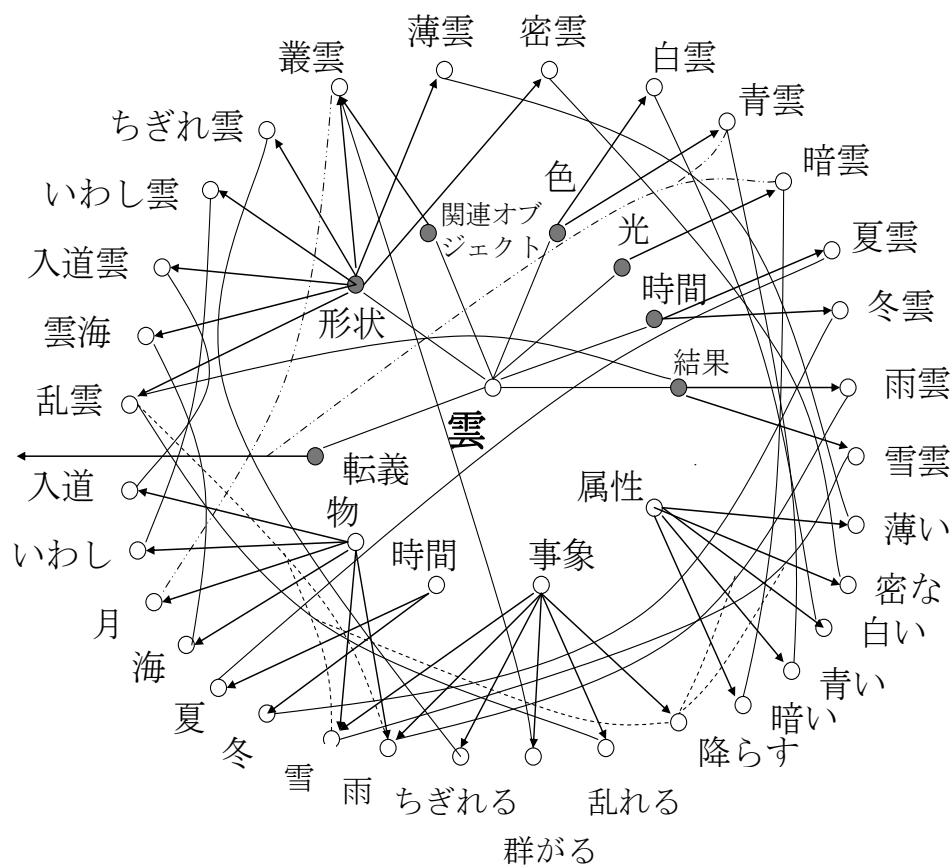 叢雲
薄雲
密雲
白雲
青雲
暗雲
夏雲
冬雲
雨雲
雪雲
ちぎれ雲
いわし雲
入道雲
雲海
乱雲
関連オブ
ジェクト
色
光
時間
形状
結果
雲
転義
入道
いわし
月
海
夏
冬
雪
雨
ちぎれる
群がる
乱れる
降らす
暗い
青い
白い
密な
薄い
物
時間
事象
属性